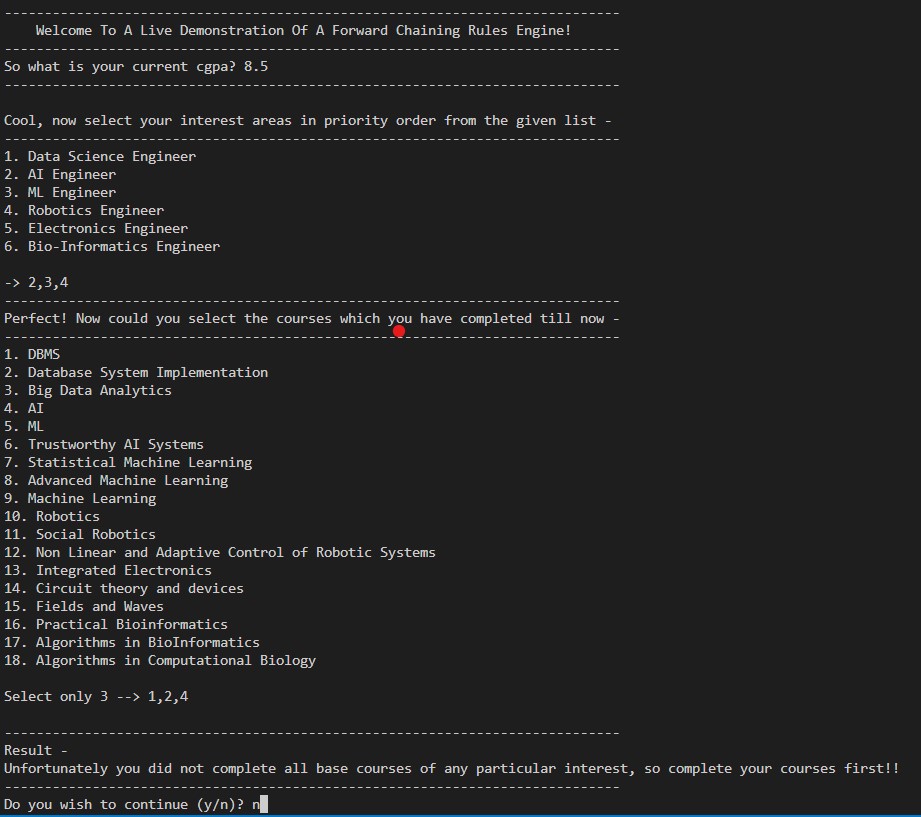 -----------------------------------------------------------------------------
Welcome To A Live Demonstration Of A Forward Chaining Rules Engine!
-----------------------------------------------------------------------------
So what is your current cgpa? 8.5
-----------------------------------------------------------------------------
Cool, now select your interest areas in priority order from the given list -
-----------------------------------------------------------------------------
1. Data Science Engineer
2. AI Engineer
3. ML Engineer
4. Robotics Engineer
5. Electronics Engineer
6. Bio-Informatics Engineer
-> 2,3,4
-----------------------------------------------------------------------------
Perfect! Now could you select the courses which you have completed till now -
-----------------------------------------------------------------------------
1. DBMS
2. Database System Implementation
3. Big Data Analytics
4. AI
5. ML
6. Trustworthy AI Systems
7. Statistical Machine Learning
8. Advanced Machine Learning
9. Machine Learning
10. Robotics
11. Social Robotics
12. Non Linear and Adaptive Control of Robotic Systems
13. Integrated Electronics
14. Circuit theory and devices
15. Fields and Waves
16. Practical Bioinformatics
17. Algorithms in BioInformatics
18. Algorithms in Computational Biology
Select only 3 --> 1,2,4
-----------------------------------------------------------------------------
Result -
Unfortunately you did not complete all base courses of any particular interest, so complete your courses first!!
-----------------------------------------------------------------------------
Do you wish to continue (y/n)? n